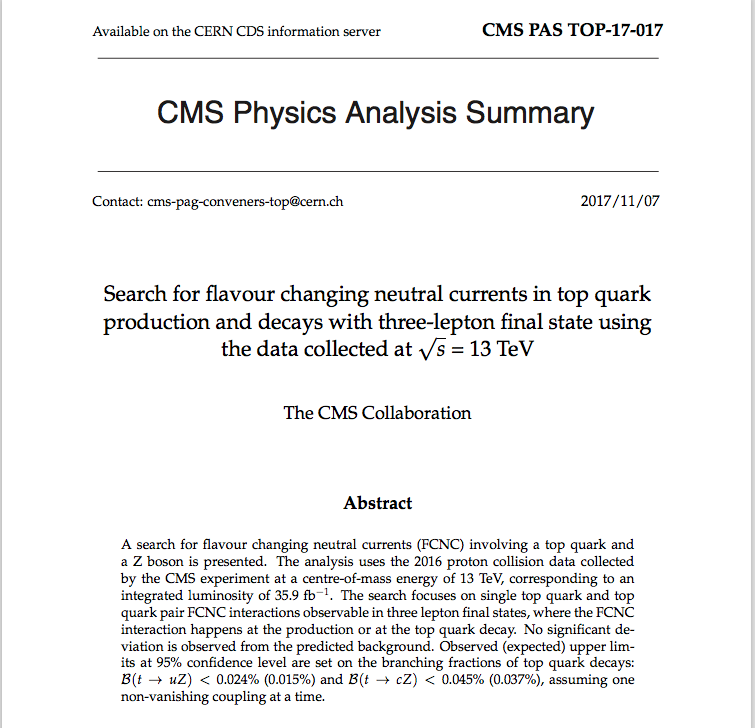 Available on the CERN CDS information server CMS PAS TOP-17-017
CMS Physics Analysis Summary
Contact: cms-pag-conveners-top@cern.ch 2017/11/07
Search for flavour changing neutral currents in top quark
production and decays with three-lepton final state using
the data collected at √s = 13 TeV
The CMS Collaboration
Abstract
A search for flavour changing neutral currents (FCNC) involving a top quark and
a Z boson is presented. The analysis uses the 2016 proton collision data collected
by the CMS experiment at a centre-of-mass energy of 13 TeV, corresponding to an
integrated luminosity of 35.9 fb⁻¹. The search focuses on single top quark and top
quark pair FCNC interactions observable in three lepton final states, where the FCNC
interaction happens at the production or at the top quark decay. No significant de-
viation is observed from the predicted background. Observed (expected) upper lim-
its at 95% confidence level are set on the branching fractions of top quark decays:
ℬ(t → uZ) < 0.024% (0.015%) and ℬ(t → cZ) < 0.045% (0.037%), assuming one
non-vanishing coupling at a time.